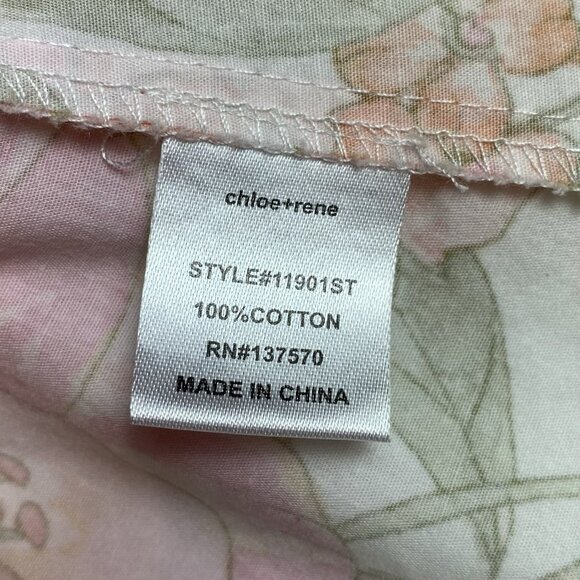 chloe+rene
STYLE#11901ST
100%COTTON
RN#137570
MADE IN CHINA